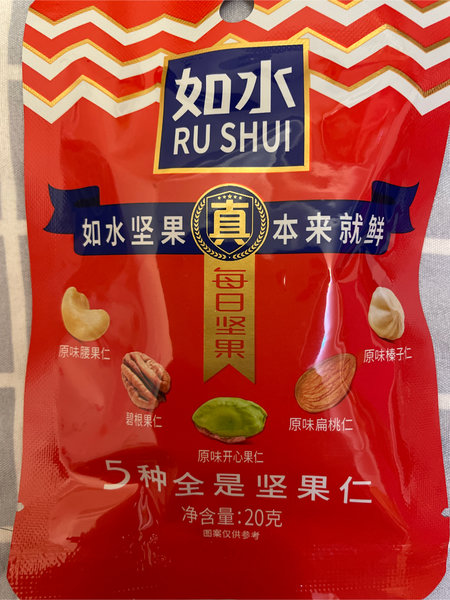 如水
RU SHUI
如水坚果 真 本来就鲜
每日坚果
原味腰果仁
原味榛子仁
碧根果仁
原味扁桃仁
原味开心果仁
5种全是坚果仁
净含量:20克
图案仅供参考